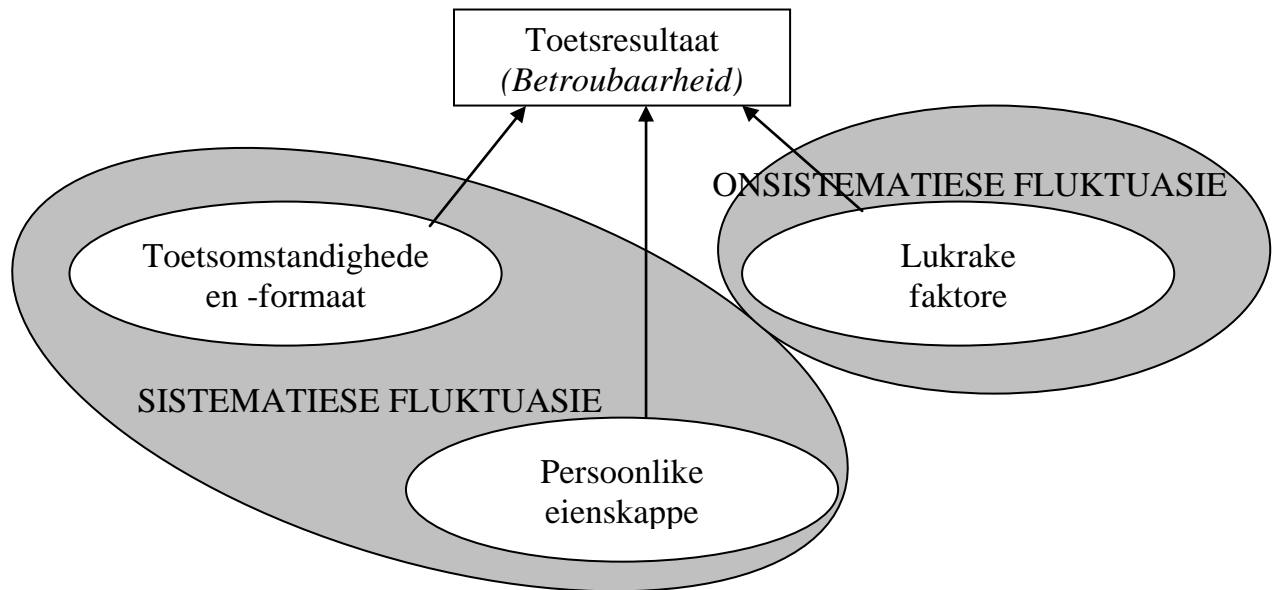 Toetsresultaat
(Betroubaarheid)
ONSISTEMATIESE FLUKTUASIE
Toetsomstandighede
en -formaat
Lukrake
faktore
SISTEMATIESE FLUKTUASIE
Persoonlike
eienskappe